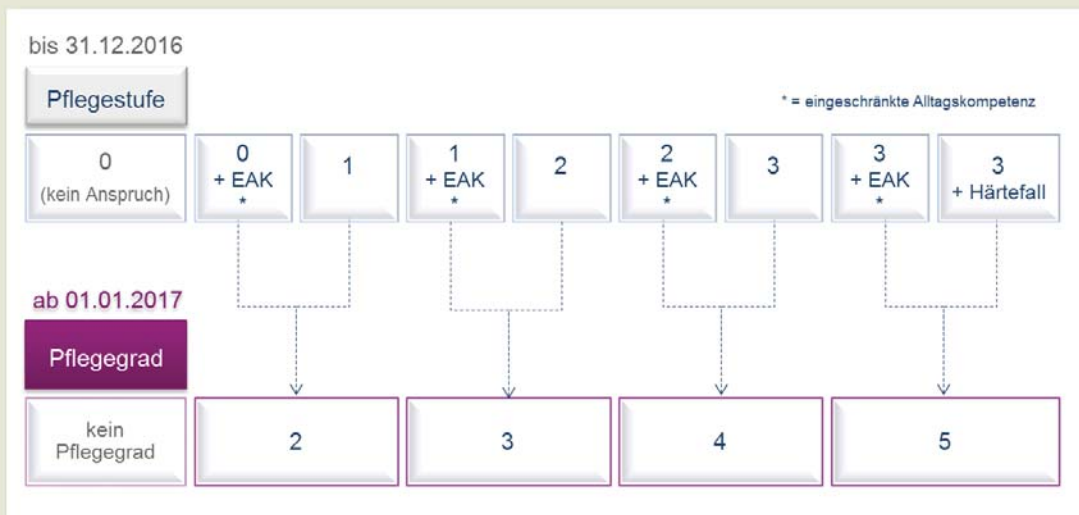 bis 31.12.2016
Pflegestufe
* = eingeschränkte Alltagskompetenz
0
(kein Anspruch)
0
+ EAK
*
1
1
+ EAK
*
2
2
+ EAK
*
3
3
+ EAK
*
3
+ Härtefall
ab 01.01.2017
Pflegegrad
kein
Pflegegrad
2
3
4
5